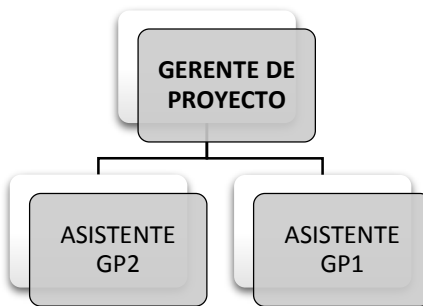 GERENTE DE
PROYECTO
ASISTENTE
GP2
ASISTENTE
GP1